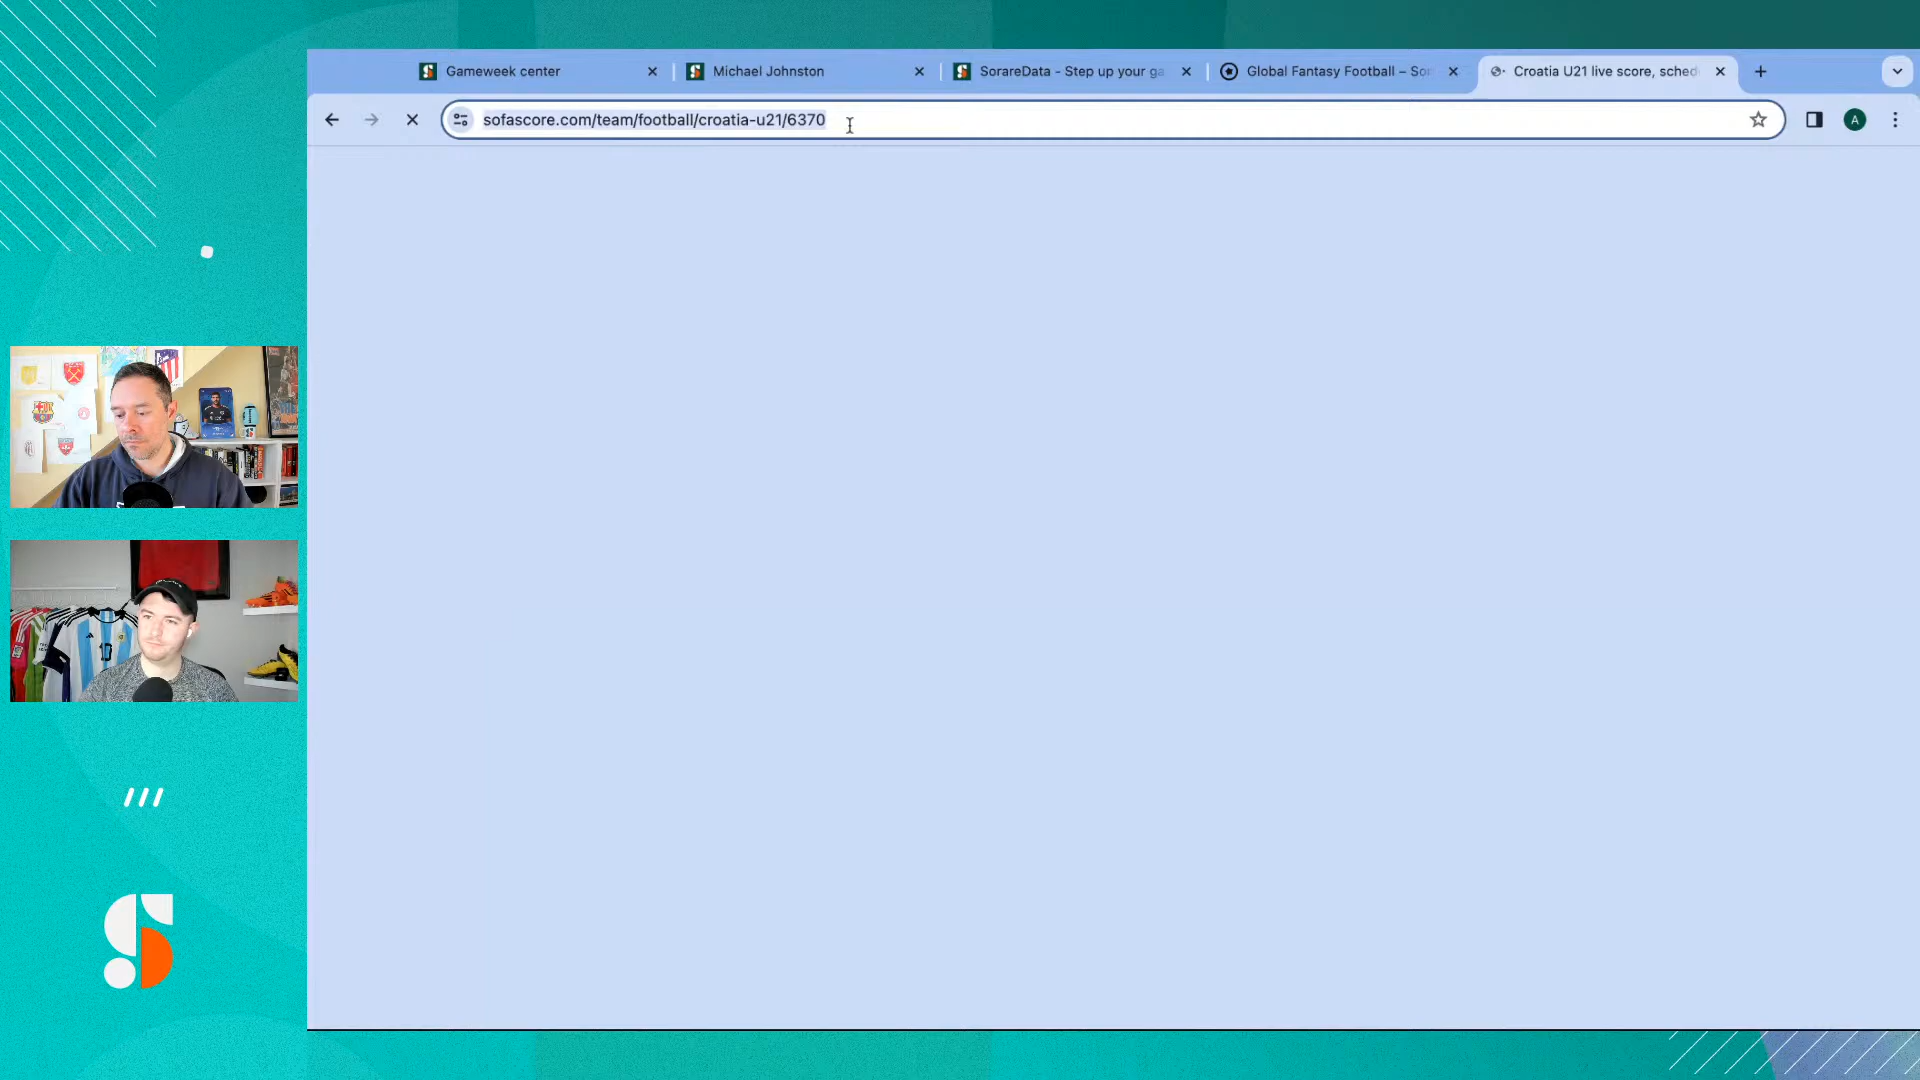 Gameweek center
Michael Johnston
SorareData - Step up your ga
Global Fantasy Football – Sor
Croatia U21 live score, sched
sofascore.com/team/football/croatia-u21/6370
A
10